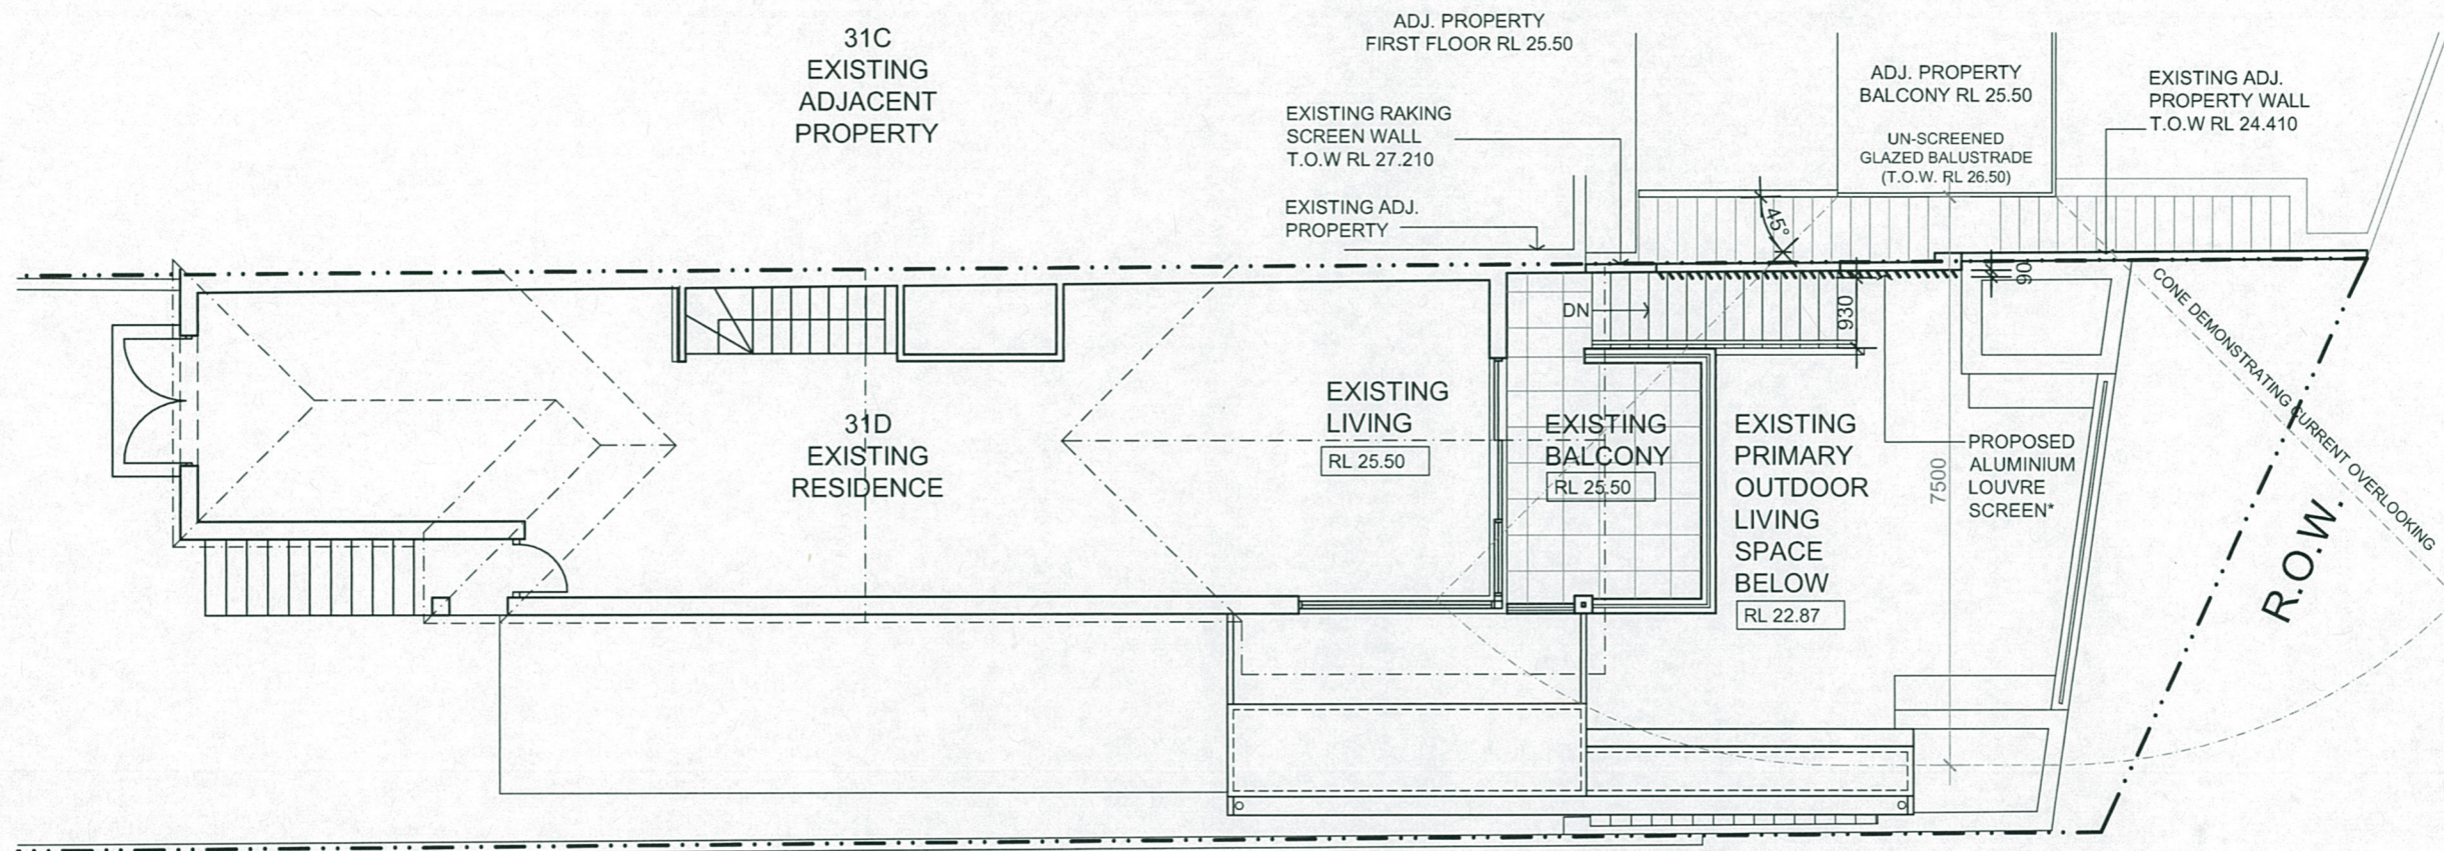 31C
EXISTING
ADJACENT
PROPERTY
ADJ. PROPERTY
FIRST FLOOR RL 25.50
EXISTING RAKING
SCREEN WALL
T.O.W RL 27.210
EXISTING ADJ.
PROPERTY
ADJ. PROPERTY
BALCONY RL 25.50
UN-SCREENED
GLAZED BALUSTRADE
(T.O.W. RL 26.50)
EXISTING ADJ.
PROPERTY WALL
T.O.W RL 24.410
45°
90
DN
930
CONE DEMONSTRATING CURRENT OVERLOOKING
31D
EXISTING
RESIDENCE
EXISTING
LIVING
RL 25.50
EXISTING
BALCONY
RL 25.50
EXISTING
PRIMARY
OUTDOOR
LIVING
SPACE
BELOW
RL 22.87
7500
PROPOSED
ALUMINIUM
LOUVRE
SCREEN*
R.O.W.